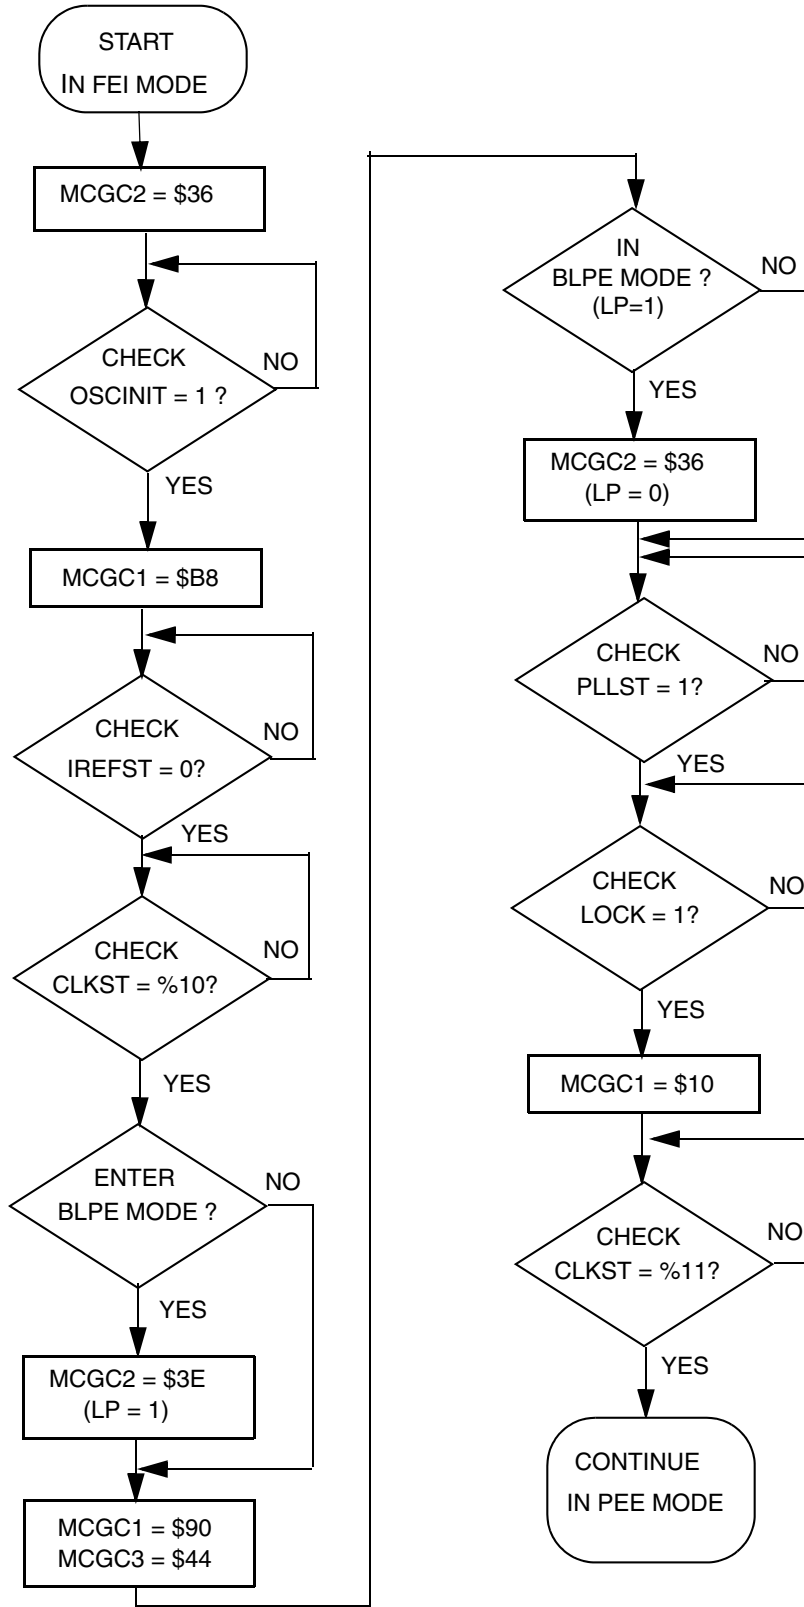 START
IN FEI MODE
MCGC2 = $36
CHECK
OSCINIT = 1 ?
NO
YES
MCGC1 = $B8
CHECK
IREFST = 0?
NO
YES
CHECK
CLKST = %10?
NO
YES
ENTER
BLPE MODE ?
NO
YES
MCGC2 = $3E
(LP = 1)
MCGC1 = $90
MCGC3 = $44
IN
BLPE MODE ?
(LP=1)
NO
YES
MCGC2 = $36
(LP = 0)
CHECK
PLLST = 1?
NO
YES
CHECK
LOCK = 1?
NO
YES
MCGC1 = $10
CHECK
CLKST = %11?
NO
YES
CONTINUE
IN PEE MODE